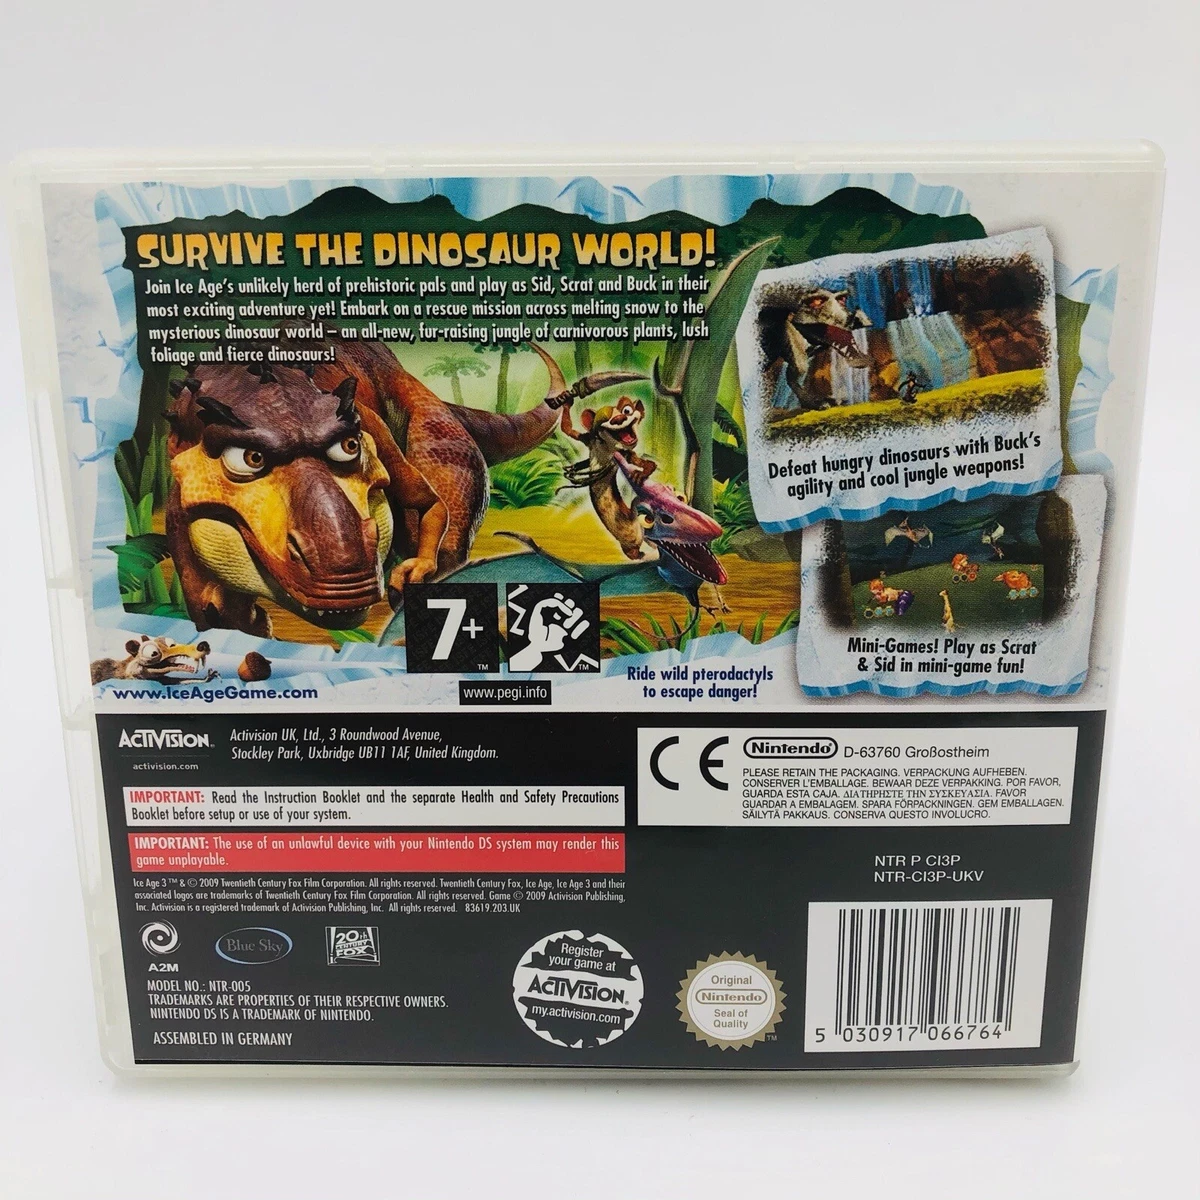 SURVIVE THE DINOSAUR WORLD!
Join Ice Age's unlikely herd of prehistoric pals and play as Sid, Scrat and Buck in their
most exciting adventure yet! Embark on a rescue mission across melting snow to the
mysterious dinosaur world – an all-new, fur-raising jungle of carnivorous plants, lush
foliage and fierce dinosaurs!
Defeat hungry dinosaurs with Buck's
agility and cool jungle weapons!
Mini-Games! Play as Scrat
& Sid in mini-game fun!
Ride wild pterodactyls
to escape danger!
7+
TM
TM
www.pegi.info
www.IceAgeGame.com
ACTIVISION®
activision.com
Activision UK, Ltd., 3 Roundwood Avenue,
Stockley Park, Uxbridge UB11 1AF, United Kingdom.
IMPORTANT: Read the Instruction Booklet and the separate Health and Safety Precautions
Booklet before setup or use of your system.
IMPORTANT: The use of an unlawful device with your Nintendo DS system may render this
game unplayable.
Ice Age 3™ & © 2009 Twentieth Century Fox Film Corporation. All rights reserved. Twentieth Century Fox, Ice Age, Ice Age 3 and their
associated logos are trademarks of Twentieth Century Fox Film Corporation. All rights reserved. Game © 2009 Activision Publishing,
Inc. Activision is a registered trademark of Activision Publishing, Inc. All rights reserved. 83619.203.UK
A2M
Blue Sky
20th
CENTURY
FOX
MODEL NO.: NTR-005
TRADEMARKS ARE PROPERTIES OF THEIR RESPECTIVE OWNERS.
NINTENDO DS IS A TRADEMARK OF NINTENDO.
ASSEMBLED IN GERMANY
Register
your game at
ACTIVISION®
my.activision.com
CE
Nintendo® D-63760 Großostheim
PLEASE RETAIN THE PACKAGING. VERPACKUNG AUFHEBEN.
CONSERVER L'EMBALLAGE. BEWAAR DEZE VERPAKKING. POR FAVOR,
GUARDA ESTA CAJA. ΔΙΑΤΗΡΗΣΤΕ ΤΗΝ ΣΥΣΚΕΥΑΣΙΑ. FAVOR
GUARDAR A EMBALAGEM. SPARA FÖRPACKNINGEN. GEM EMBALLAGEN.
SÄILYTÄ PAKKAUS. CONSERVA QUESTO INVOLUCRO.
NTR P CI3P
NTR-CI3P-UKV
Original
Nintendo®
Seal of
Quality
TM
5 030917 066764